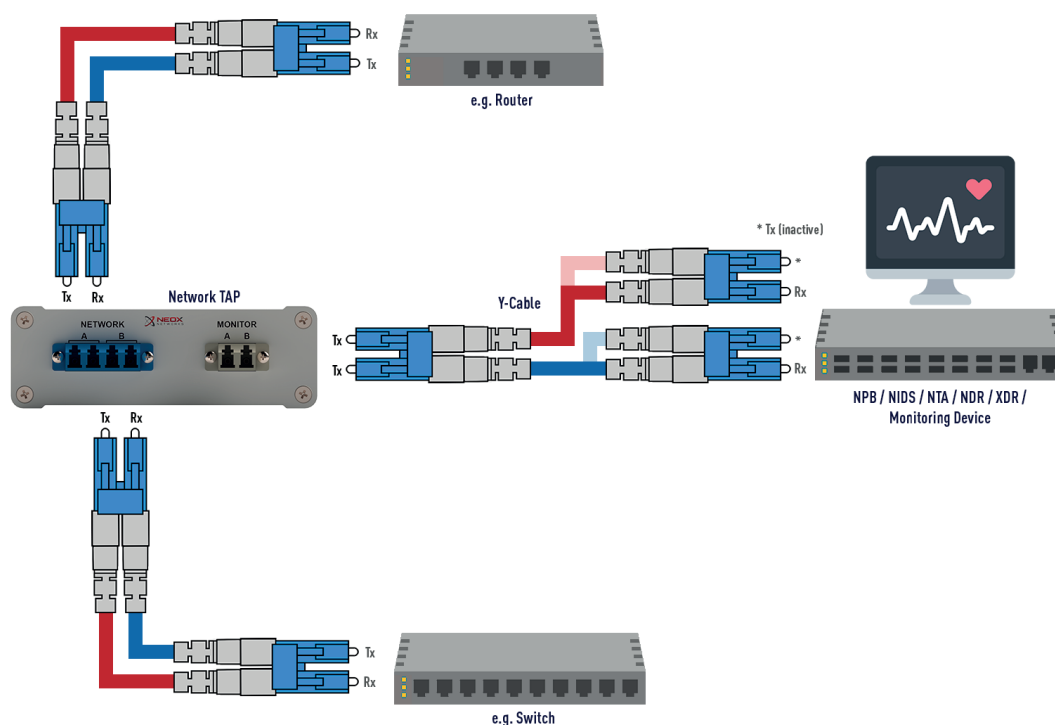 Rx
Tx
e.g. Router
* Tx (inactive)
*
Rx
Y-Cable
Tx
Rx
Network TAP
NETWORK
A
B
NEOX
NETWORKS
MONITOR
A B
Tx
Tx
*
Rx
NPB / NIDS / NTA / NDR / XDR /
Monitoring Device
Tx
Rx
Tx
Rx
e.g. Switch